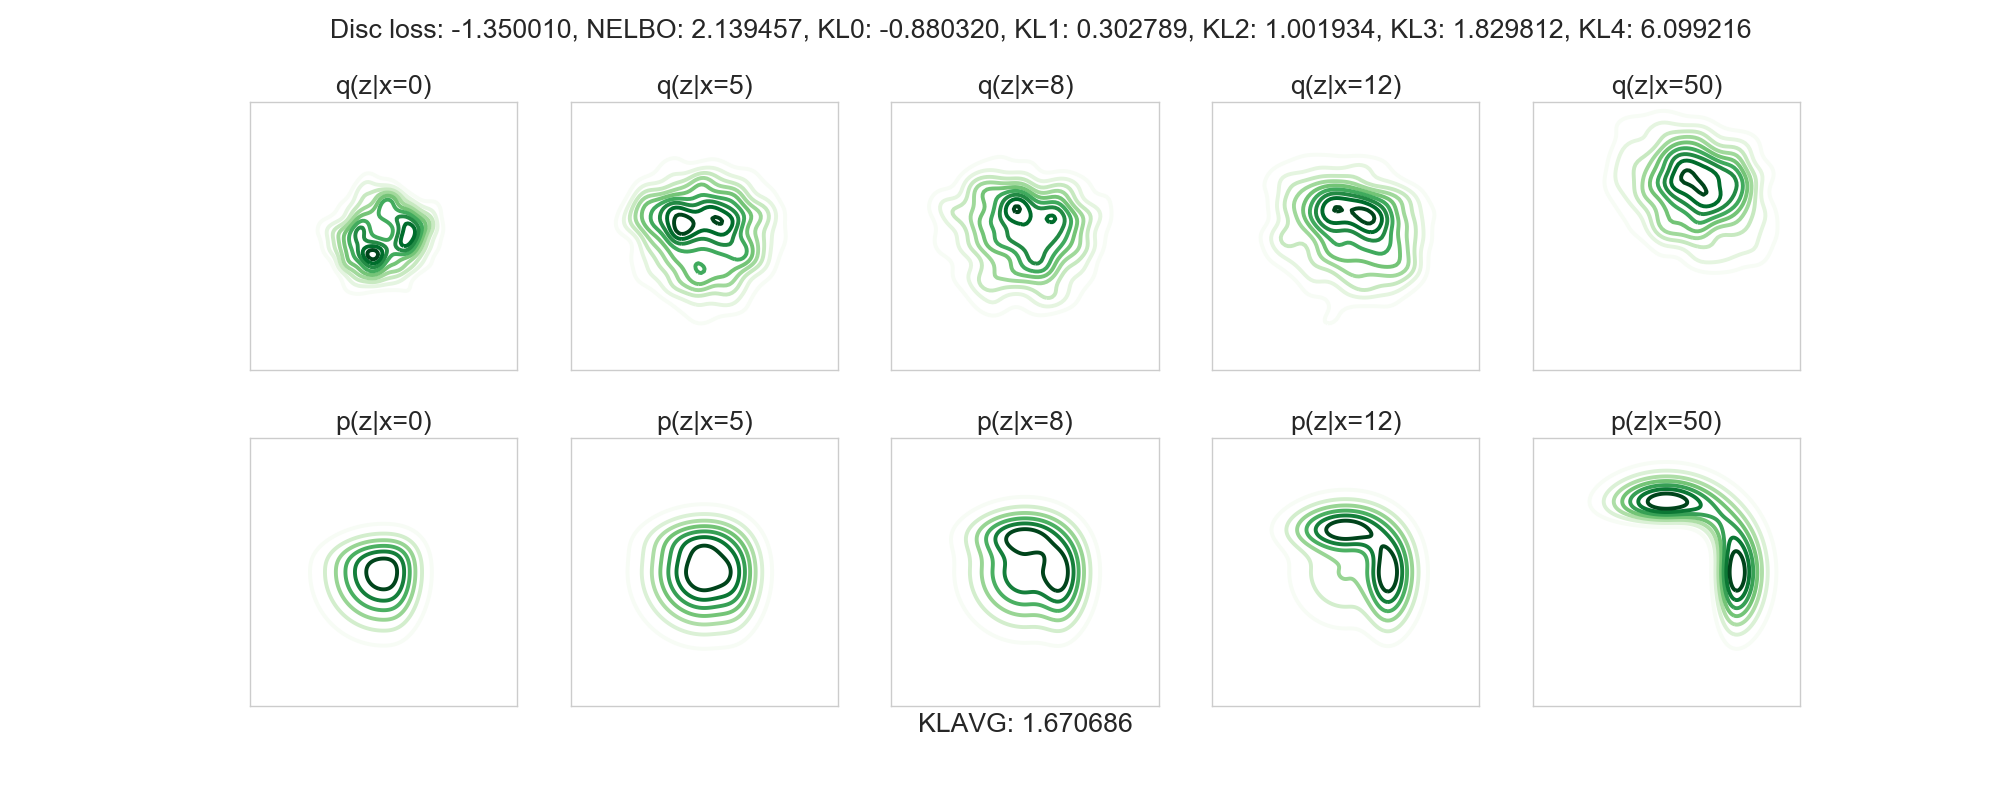 Disc loss: -1.350010, NELBO: 2.139457, KL0: -0.880320, KL1: 0.302789, KL2: 1.001934, KL3: 1.829812, KL4: 6.099216
q(z|x=0) q(z|x=5) q(z|x=8) q(z|x=12) q(z|x=50)
p(z|x=0) p(z|x=5) p(z|x=8) p(z|x=12) p(z|x=50)
KLAVG: 1.670686